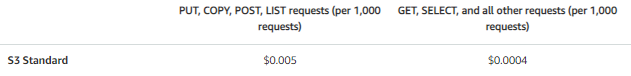 PUT, COPY, POST, LIST requests (per 1,000 requests)
GET, SELECT, and all other requests (per 1,000 requests)
S3 Standard $0.005 $0.0004